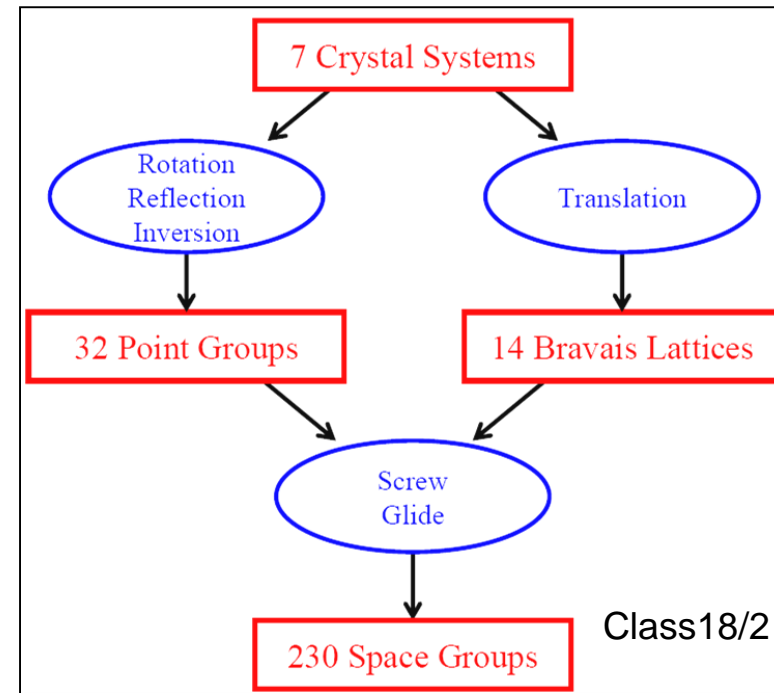 7 Crystal Systems
Rotation
Reflection
Inversion
Translation
32 Point Groups
14 Bravais Lattices
Screw
Glide
230 Space Groups
Class18/2